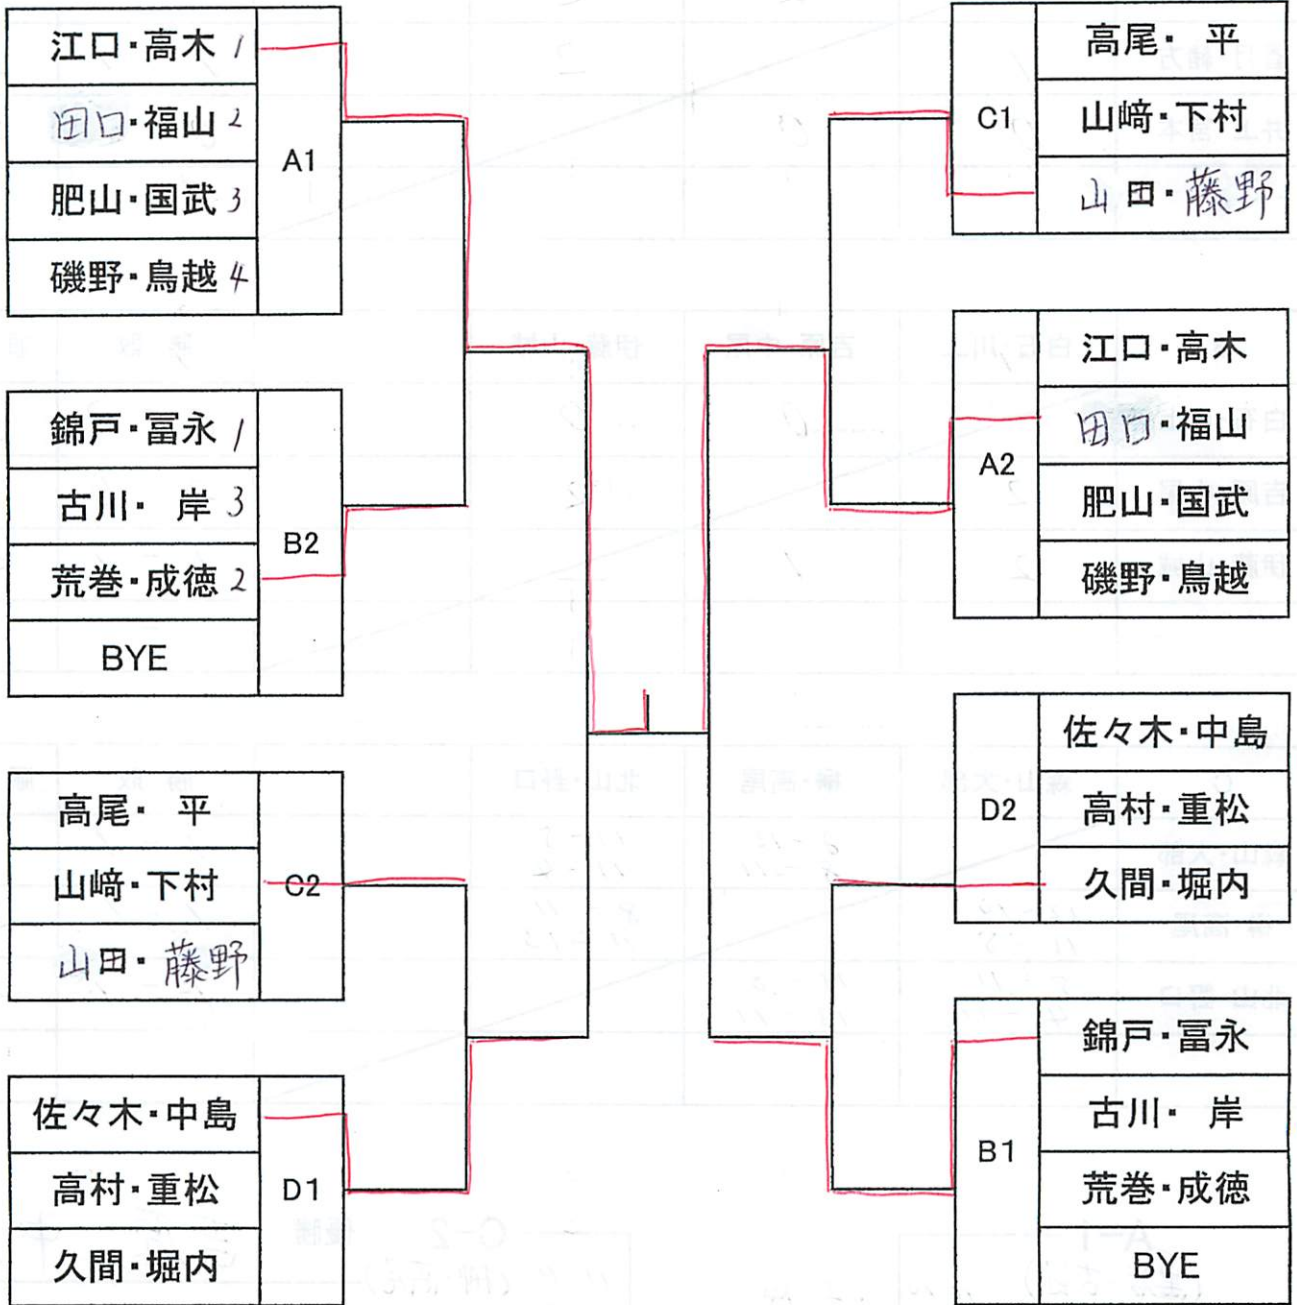 江口・高木 1
田口・福山 2
A1
肥山・国武 3
磯野・鳥越 4
錦戸・冨永 1
古川・ 岸 3
B2
荒巻・成徳 2
BYE
高尾・ 平
山﨑・下村
C2
山田・藤野
佐々木・中島
高村・重松
D1
久間・堀内
高尾・ 平
C1
山﨑・下村
山田・藤野
江口・高木
田口・福山
A2
肥山・国武
磯野・鳥越
佐々木・中島
D2
高村・重松
久間・堀内
錦戸・冨永
古川・ 岸
B1
荒巻・成徳
BYE